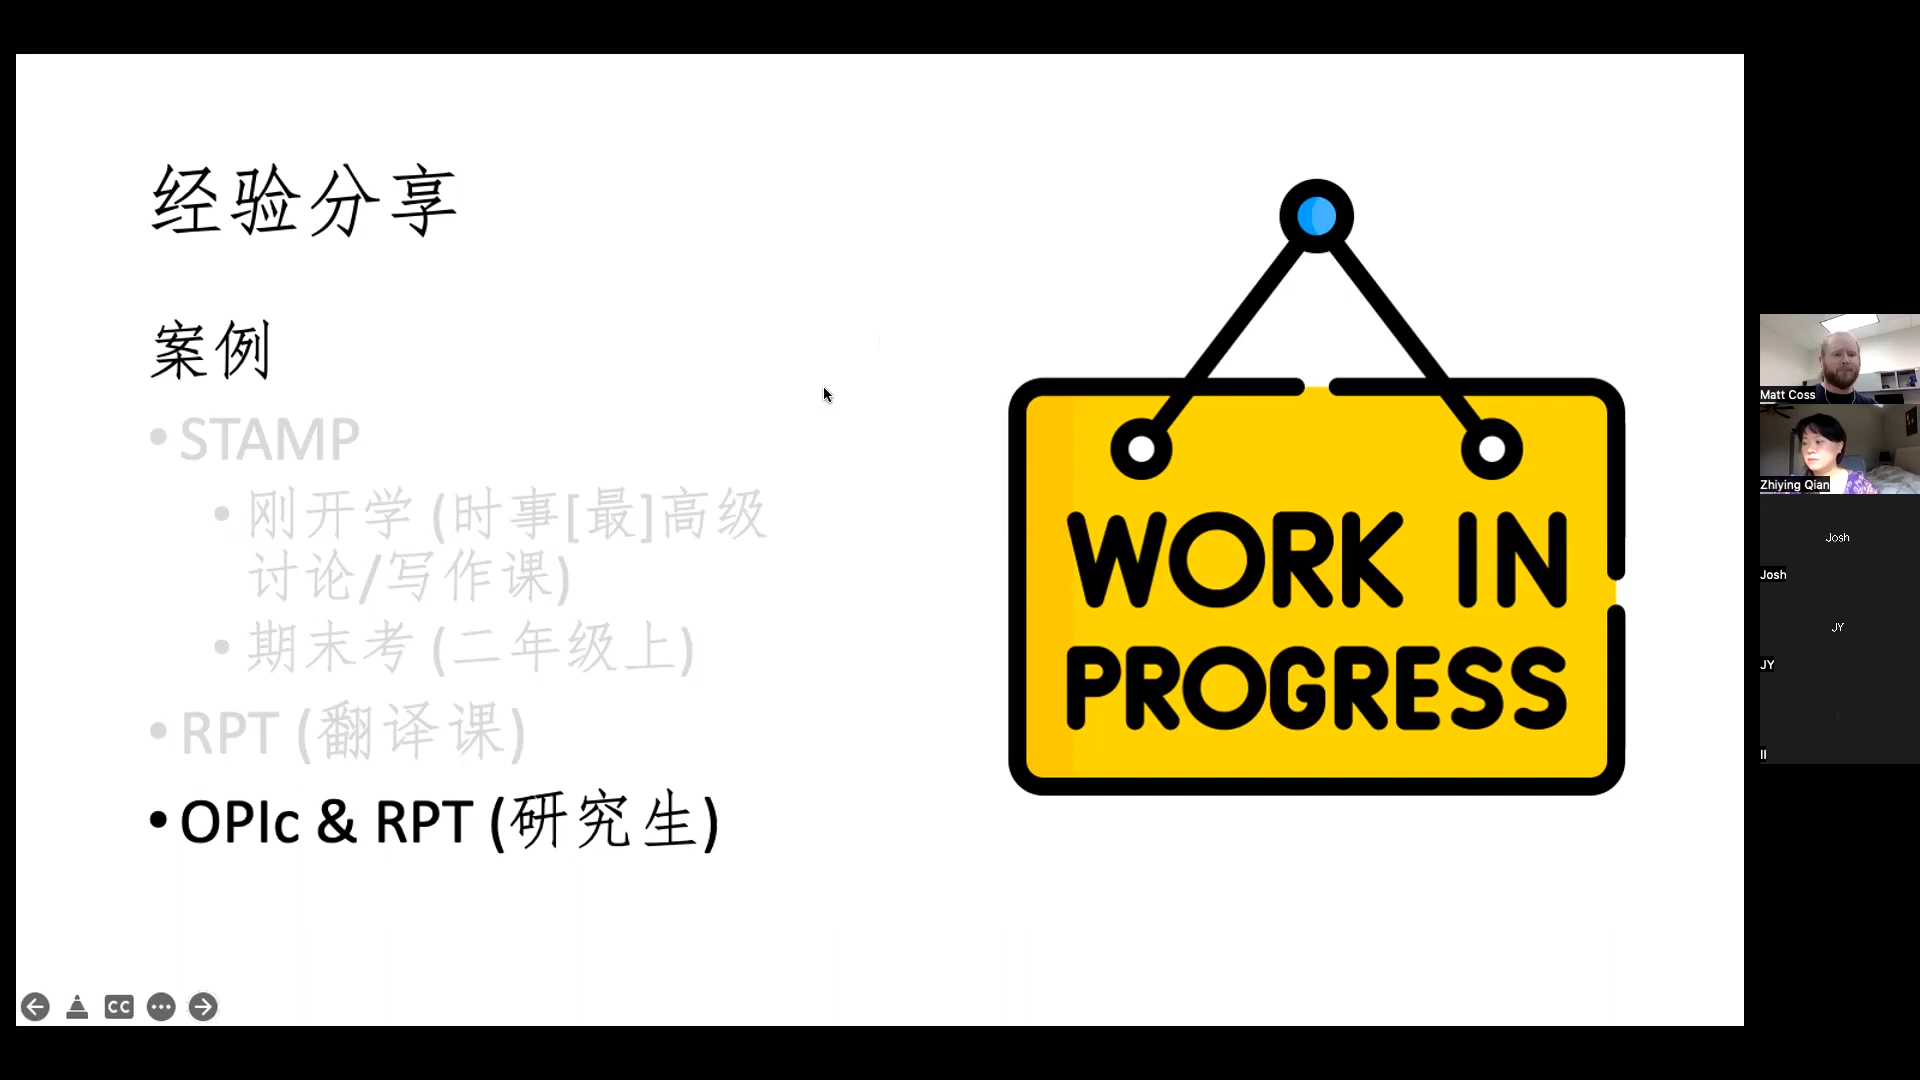 经验分享
案例
• STAMP
• 刚开学 (时事[最]高级
讨论/写作课)
• 期末考 (二年级上)
• RPT (翻译课)
• OPIc & RPT (研究生)
WORK IN
PROGRESS
CC
Matt Coss
Zhiying Qian
Josh
Josh
JY
JY
ll